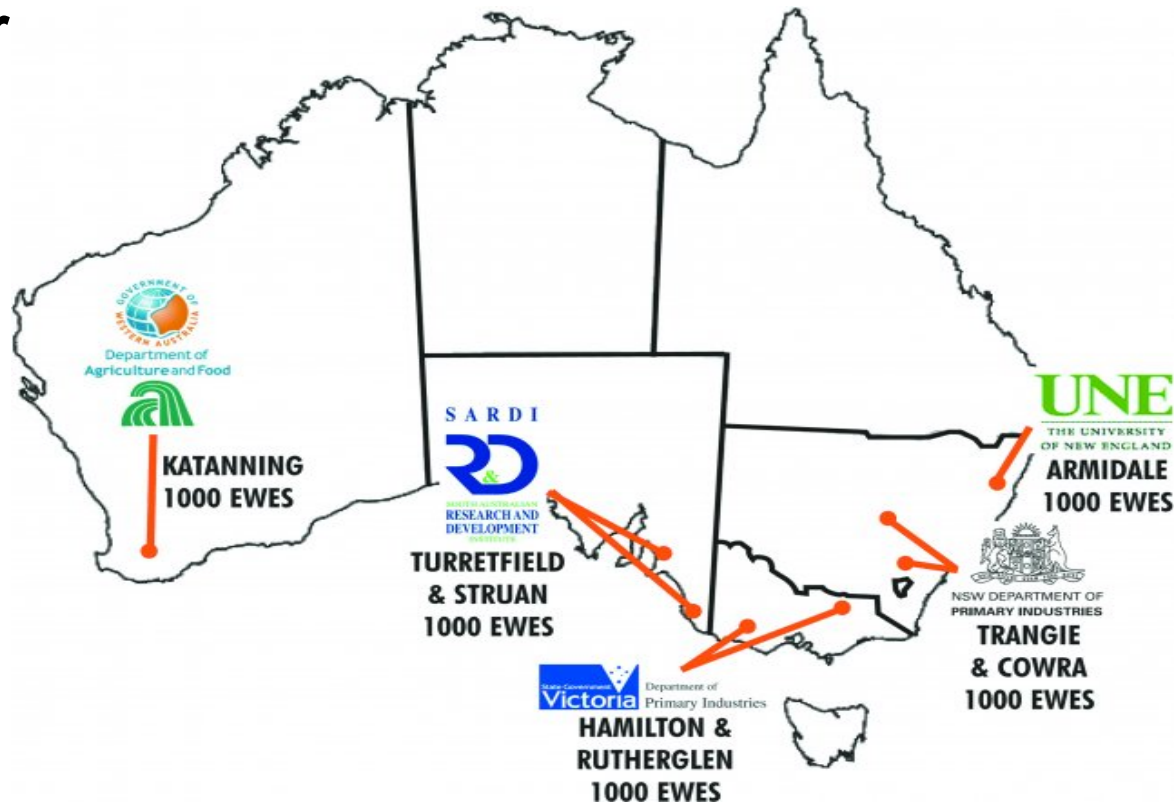 r
GOVERNMENT OF
WESTERN AUSTRALIA
Department of
Agriculture and Food
KATANNING
1000 EWES
SARDI
R&D
SOUTH AUSTRALIAN
RESEARCH AND
DEVELOPMENT
INSTITUTE
TURRETFIELD
& STRUAN
1000 EWES
State Government
Victoria
Department of
Primary Industries
HAMILTON &
RUTHERGLEN
1000 EWES
UNE
THE UNIVERSITY
OF NEW ENGLAND
ARMIDALE
1000 EWES
NSW DEPARTMENT OF
PRIMARY INDUSTRIES
TRANGIE
& COWRA
1000 EWES